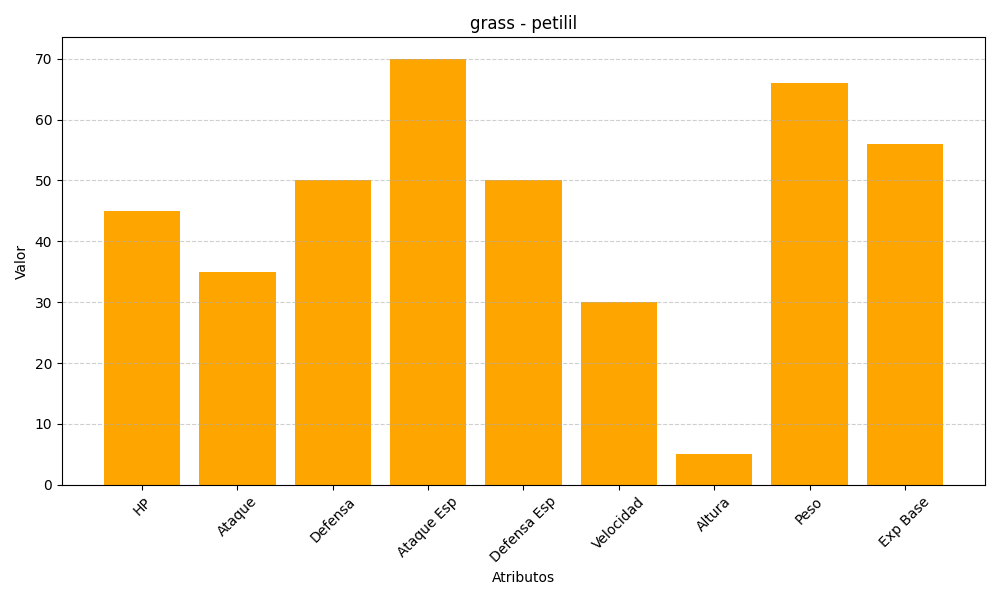 grass - petilil
Valor
70
60
50
40
30
20
10
0
HP
Ataque
Defensa
Ataque Esp
Defensa Esp
Velocidad
Altura
Peso
Exp Base
Atributos